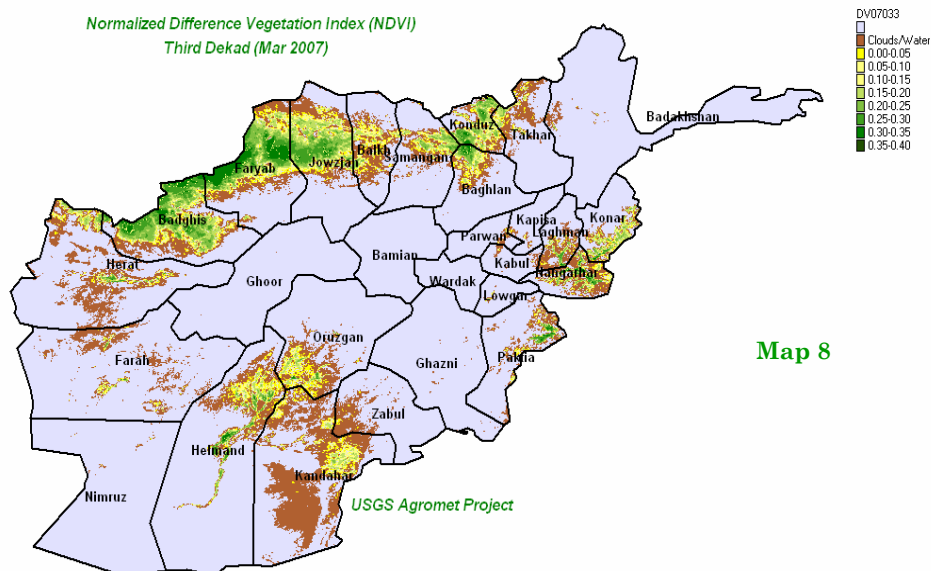 Normalized Difference Vegetation Index (NDVI)
Third Dekad (Mar 2007)
DV07033
Clouds/Water
0.00-0.05
0.05-0.10
0.10-0.15
0.15-0.20
0.20-0.25
0.25-0.30
0.30-0.35
0.35-0.40
Badakhshan
Konduz
Takhar
Balkh
Jowzjan
Samangan
Faryab
Baghlan
Badghis
Kapisa
Konar
Laghman
Parwan
Bamian
Kabul
Herat
Nangarhar
Ghoor
Wardak
Lowgar
Oruzgan
Map 8
Farah
Ghazni
Paktia
Zabul
Helmand
Kandahar
Nimruz
USGS Agromet Project